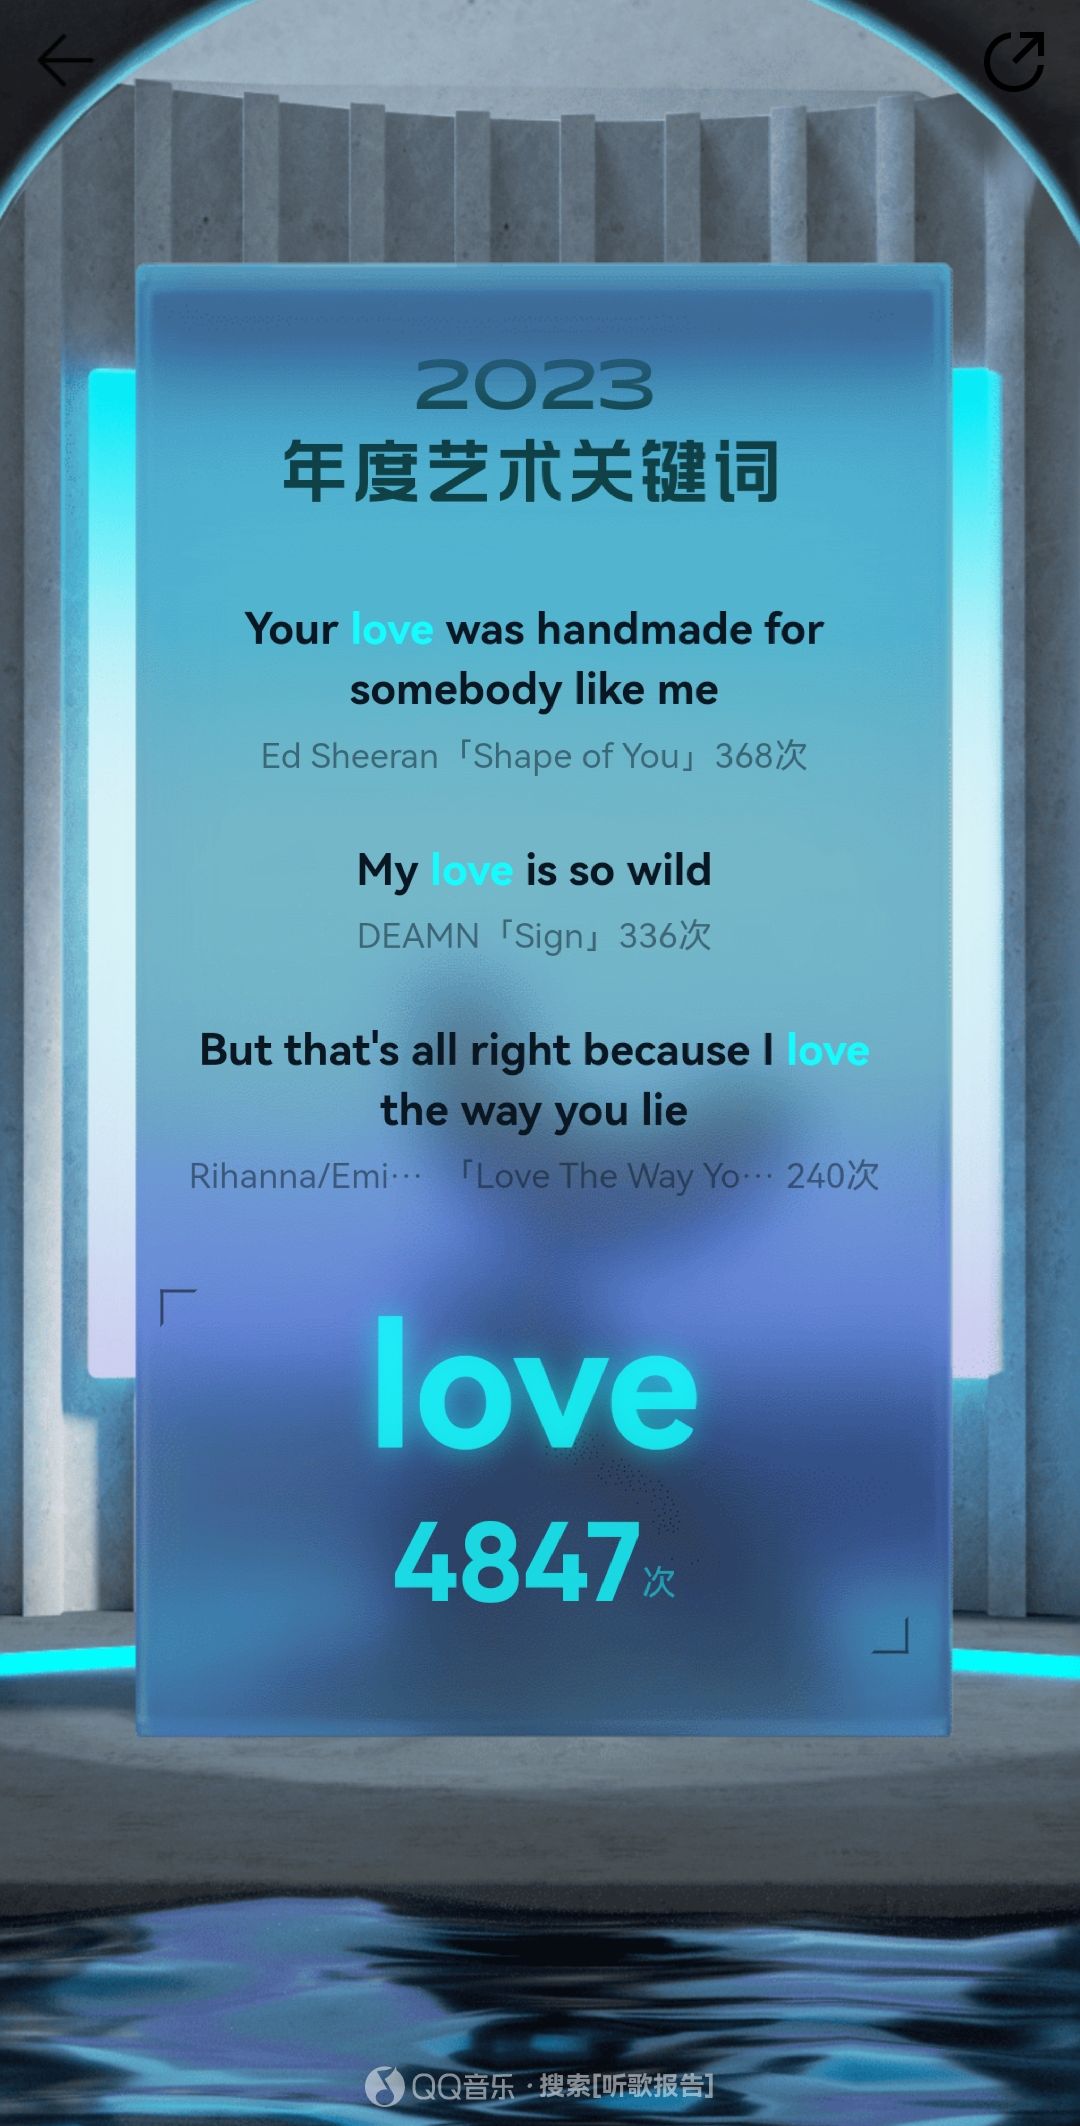 2023
年度艺术关键词
Your love was handmade for
somebody like me
Ed Sheeran「Shape of You」368次
My love is so wild
DEAMN「Sign」336次
But that's all right because I love
the way you lie
Rihanna/Emi… 「Love The Way Yo… 240次
love
4847次
QQ音乐 · 搜索[听歌报告]